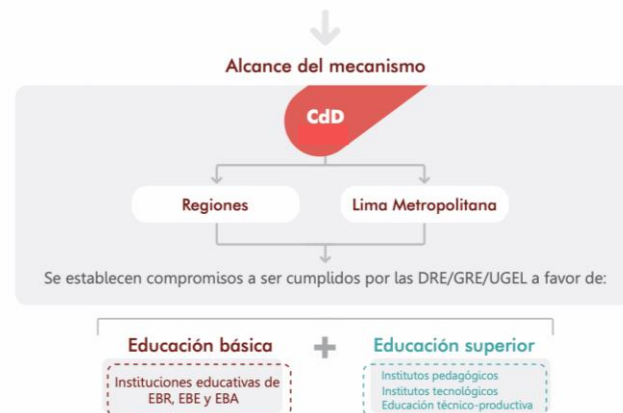 Alcance del mecanismo
CdD
Regiones
Lima Metropolitana
Se establecen compromisos a ser cumplidos por las DRE/GRE/UGEL a favor de:
Educación básica
+
Educación superior
Instituciones educativas de
EBR, EBE y EBA
Institutos pedagógicos
Institutos tecnológicos
Educación técnico-productiva